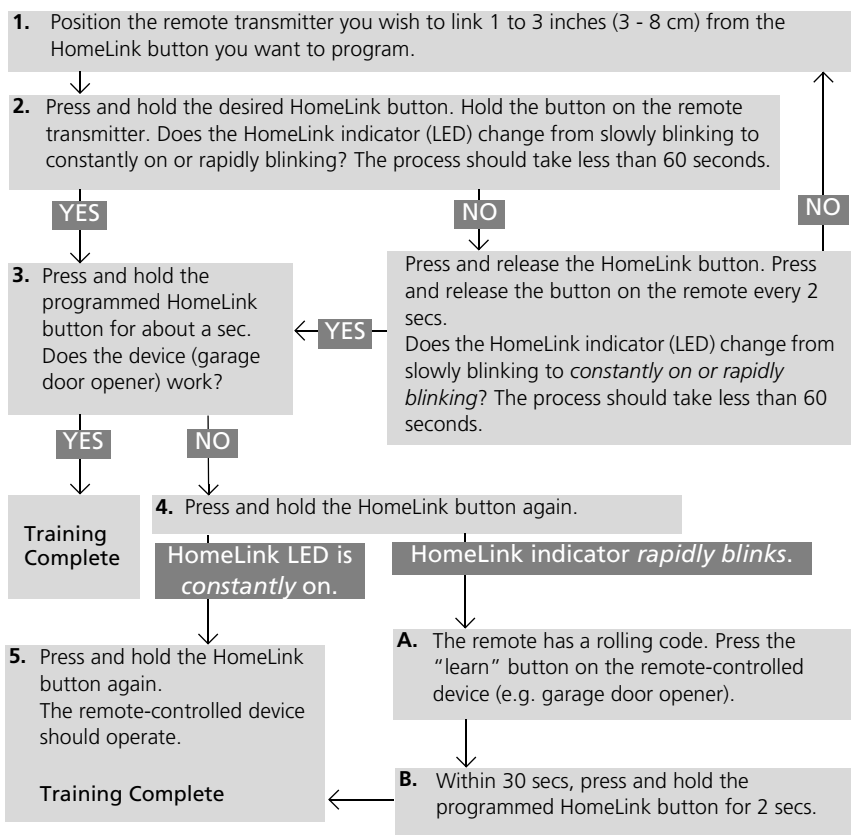 1. Position the remote transmitter you wish to link 1 to 3 inches (3 - 8 cm) from the
HomeLink button you want to program.
2. Press and hold the desired HomeLink button. Hold the button on the remote
transmitter. Does the HomeLink indicator (LED) change from slowly blinking to
constantly on or rapidly blinking? The process should take less than 60 seconds.
YES
NO
NO
3. Press and hold the
programmed HomeLink
button for about a sec.
Does the device (garage
door opener) work?
YES
Press and release the HomeLink button. Press
and release the button on the remote every 2
secs.
Does the HomeLink indicator (LED) change from
slowly blinking to constantly on or rapidly
blinking? The process should take less than 60
seconds.
YES
NO
Training
Complete
4. Press and hold the HomeLink button again.
HomeLink LED is
constantly on.
HomeLink indicator rapidly blinks.
5. Press and hold the HomeLink
button again.
The remote-controlled device
should operate.
Training Complete
A. The remote has a rolling code. Press the
“learn” button on the remote-controlled
device (e.g. garage door opener).
B. Within 30 secs, press and hold the
programmed HomeLink button for 2 secs.